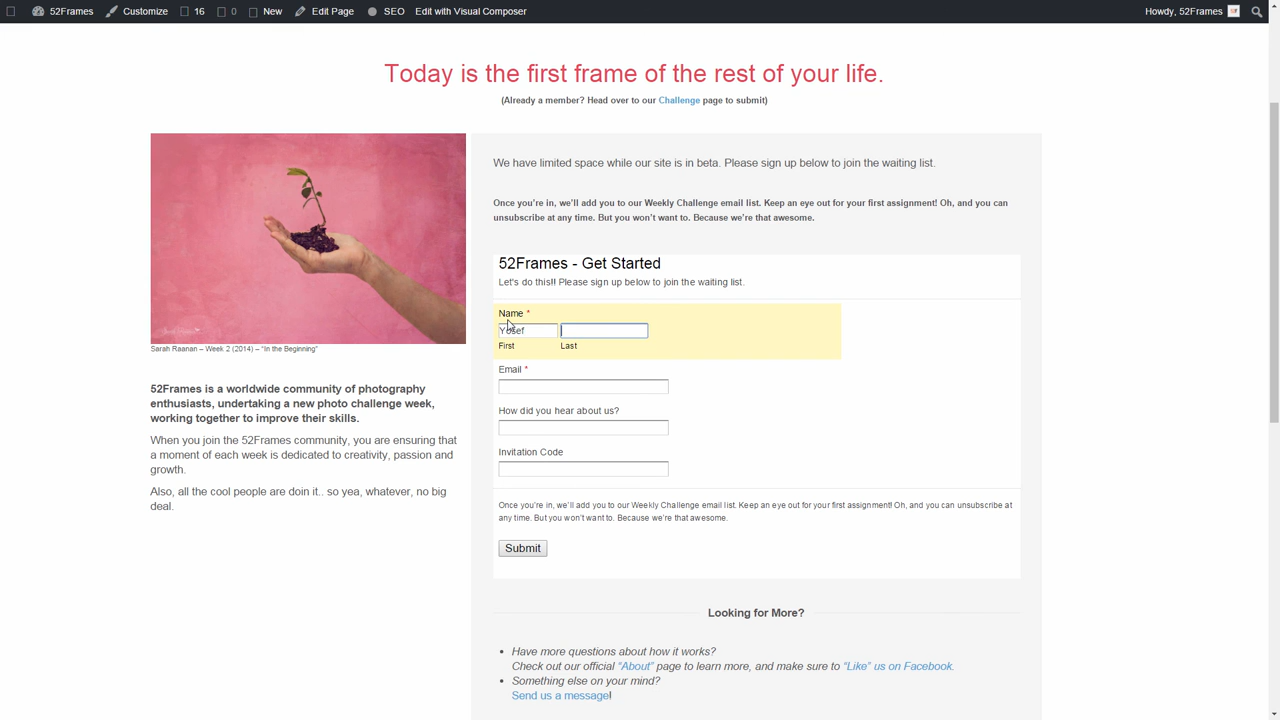 52Frames Customize 16 0 New Edit Page SEO Edit with Visual Composer Howdy, 52Frames
Today is the first frame of the rest of your life.
(Already a member? Head over to our Challenge page to submit)
Sarah Raanan – Week 2 (2014) – “In the Beginning”
52Frames is a worldwide community of photography
enthusiasts, undertaking a new photo challenge week,
working together to improve their skills.
When you join the 52Frames community, you are ensuring that
a moment of each week is dedicated to creativity, passion and
growth.
Also, all the cool people are doin it.. so yea, whatever, no big
deal.
We have limited space while our site is in beta. Please sign up below to join the waiting list.
Once you’re in, we’ll add you to our Weekly Challenge email list. Keep an eye out for your first assignment! Oh, and you can
unsubscribe at any time. But you won’t want to. Because we’re that awesome.
52Frames - Get Started
Let's do this!! Please sign up below to join the waiting list.
Name *
Yosef
First Last
Email *
How did you hear about us?
Invitation Code
Once you’re in, we’ll add you to our Weekly Challenge email list. Keep an eye out for your first assignment! Oh, and you can unsubscribe at
any time. But you won’t want to. Because we’re that awesome.
Submit
Looking for More?
• Have more questions about how it works?
Check out our official “About” page to learn more, and make sure to “Like” us on Facebook.
• Something else on your mind?
Send us a message!